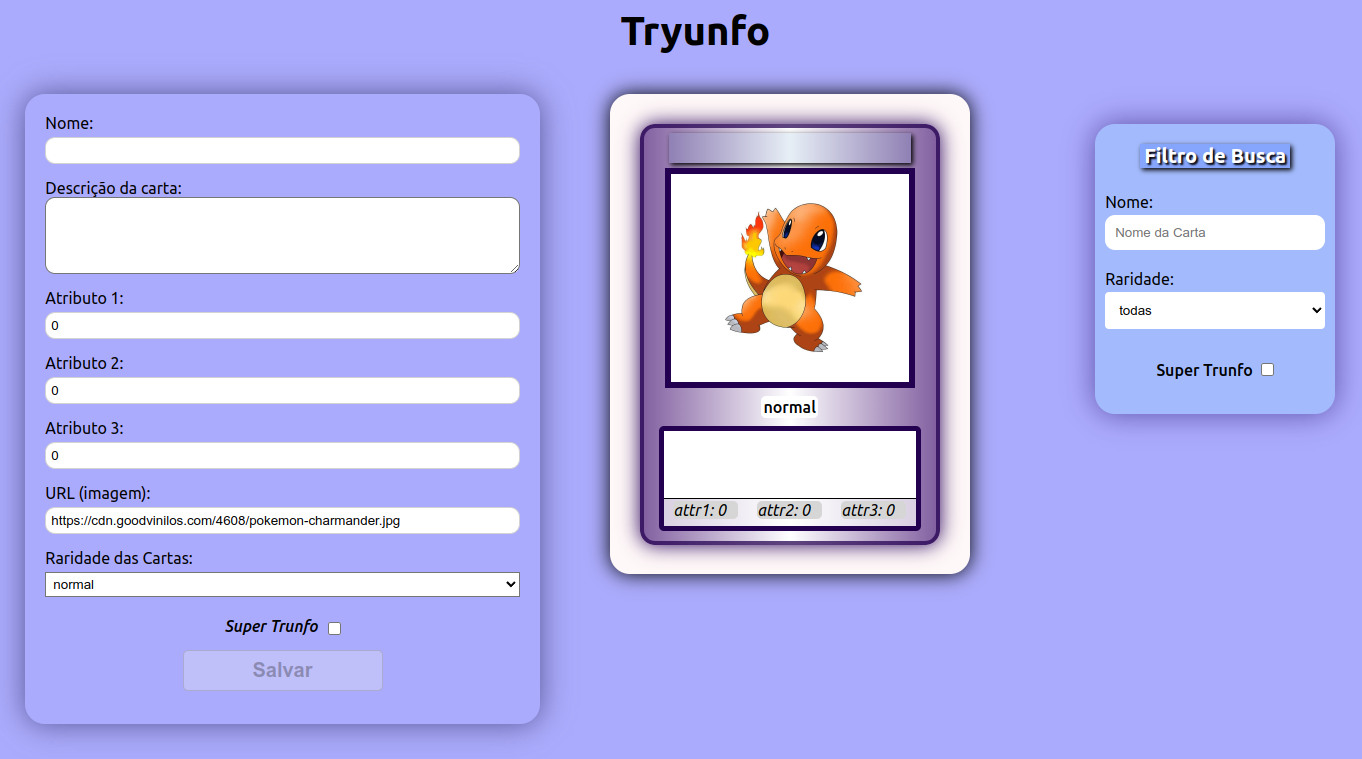 Tryunfo
Nome:
Descrição da carta:
Atributo 1:
0
Atributo 2:
0
Atributo 3:
0
URL (imagem):
https://cdn.goodvinilos.com/4608/pokemon-charmander.jpg
Raridade das Cartas:
normal
Super Trunfo
Salvar
normal
attr1: 0 attr2: 0 attr3: 0
Filtro de Busca
Nome:
Nome da Carta
Raridade:
todas
Super Trunfo